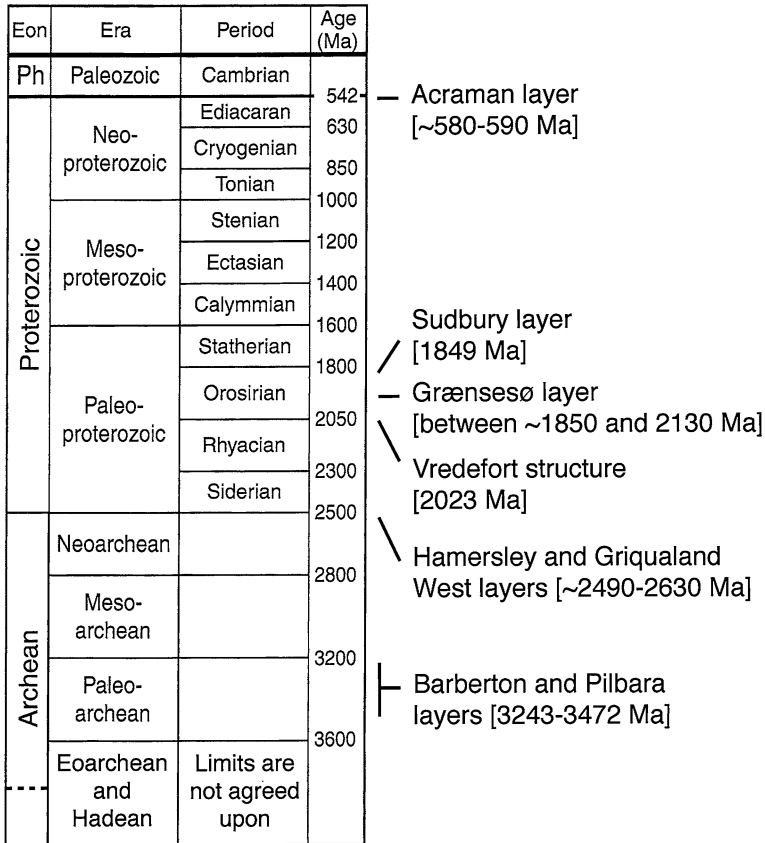 Eon Era Period Age
(Ma)
Ph Paleozoic Cambrian
542
Proterozoic
Neo-
proterozoic
Ediacaran
630
Cryogenian
850
Tonian
1000
Meso-
proterozoic
Stenian
1200
Ectasian
1400
Calymmian
1600
Paleo-
proterozoic
Statherian
1800
Orosirian
2050
Rhyacian
2300
Siderian
2500
Archean
Neoarchean
2800
Meso-
archean
3200
Paleo-
archean
3600
Eoarchean
and
Hadean
Limits are
not agreed
upon
Acraman layer
[~580-590 Ma]
Sudbury layer
[1849 Ma]
Grænsesø layer
[between ~1850 and 2130 Ma]
Vredefort structure
[2023 Ma]
Hamersley and Griqualand
West layers [~2490-2630 Ma]
Barberton and Pilbara
layers [3243-3472 Ma]